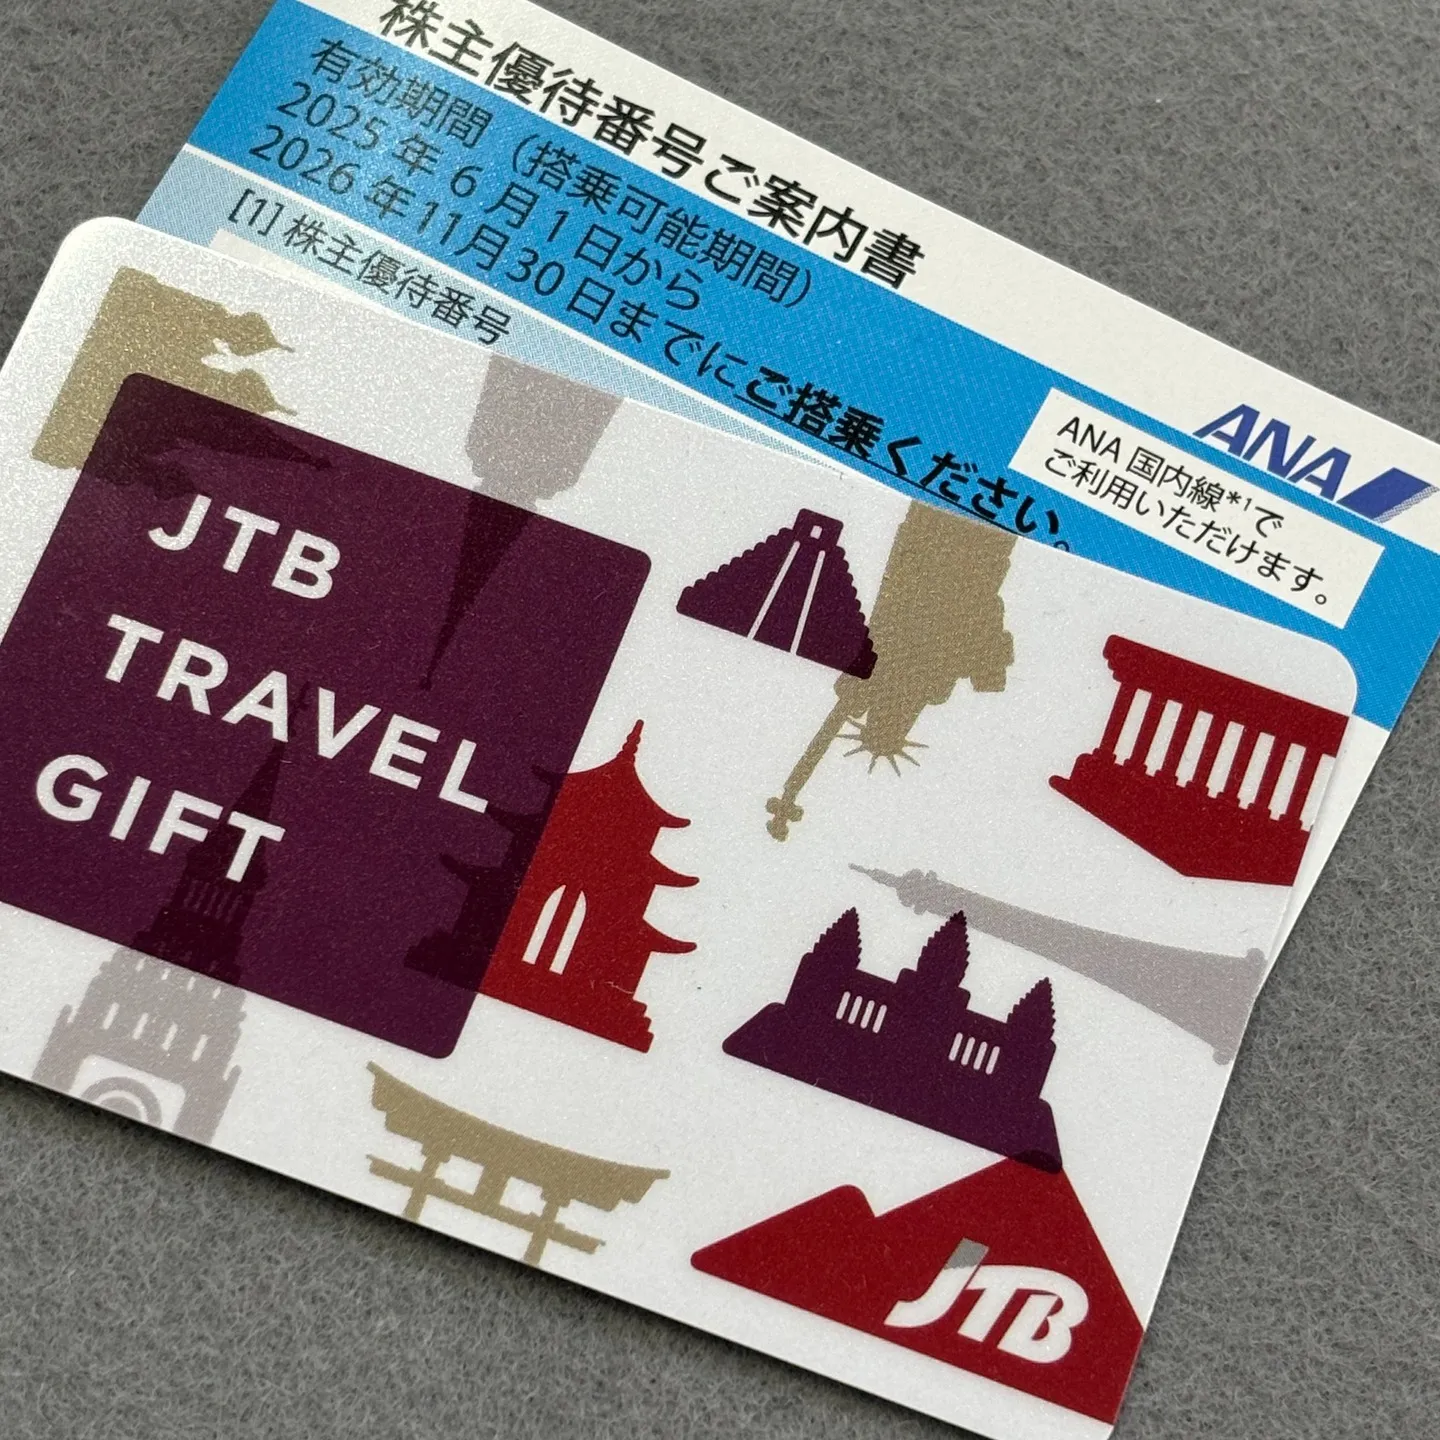 株主優待番号ご案内書
有効期間（搭乗可能期間）
2025年6月1日から
2026年11月30日までにご搭乗ください。
[1]株主優待番号
ANA
ANA国内線*1で
ご利用いただけます。
JTB
TRAVEL
GIFT
JTB